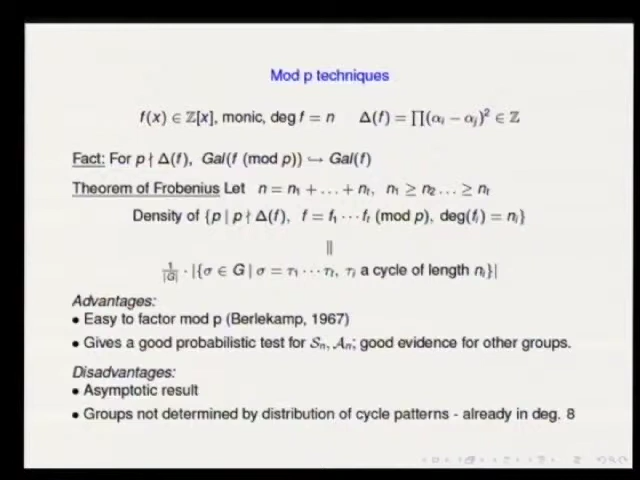 Mod p techniques
f(x) ∈ ℤ[x], monic, deg f = n Δ(f) = ∏(αᵢ − αⱼ)² ∈ ℤ
Fact: For p ∤ Δ(f), Gal(f (mod p)) ↪ Gal(f)
Theorem of Frobenius Let n = n₁ + … + nₜ, n₁ ≥ n₂ … ≥ nₜ
Density of {p | p ∤ Δ(f), f = f₁ ⋯ fₜ (mod p), deg(fᵢ) = nᵢ}
||
1/|G| · |{σ ∈ G | σ = τ₁ ⋯ τₜ, τᵢ a cycle of length nᵢ}|
Advantages:
• Easy to factor mod p (Berlekamp, 1967)
• Gives a good probabilistic test for 𝒮ₙ, 𝒜ₙ; good evidence for other groups.
Disadvantages:
• Asymptotic result
• Groups not determined by distribution of cycle patterns - already in deg. 8